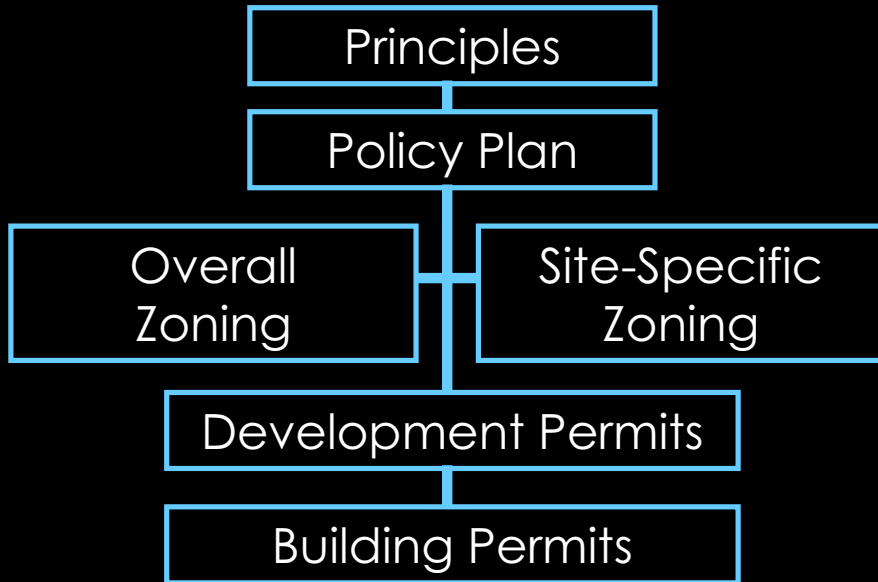 Principles
Policy Plan
Overall
Zoning
Site-Specific
Zoning
Development Permits
Building Permits